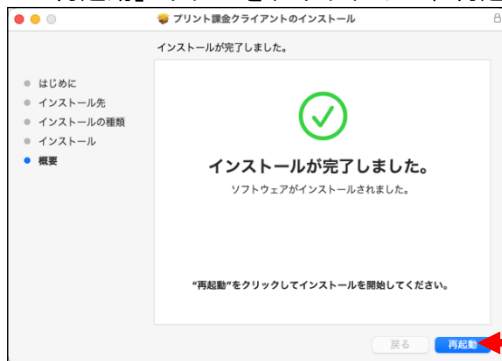 プリント課金クライアントのインストール
インストールが完了しました。
はじめに
インストール先
インストールの種類
インストール
概要
インストールが完了しました。
ソフトウェアがインストールされました。
“再起動”をクリックしてインストールを開始してください。
戻る
再起動